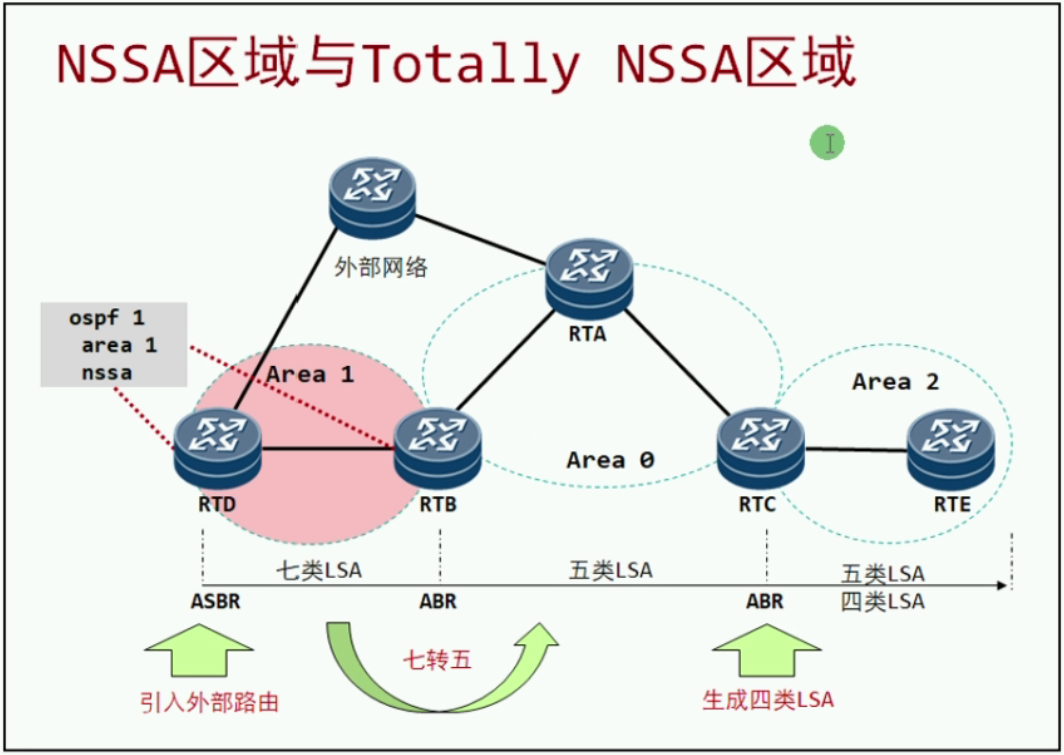 NSSA区域与Totally NSSA区域
外部网络
RTA
ospf 1
area 1
nssa
Area 1
Area 2
Area 0
RTD
RTB
RTC
RTE
七类LSA
五类LSA
五类LSA
四类LSA
ASBR
ABR
ABR
七转五
引入外部路由
生成四类LSA